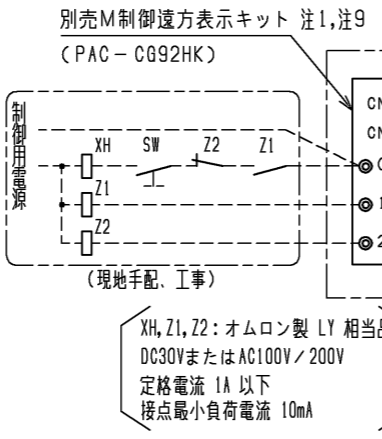 別売M制御遠方表示キット 注1,注9
(PAC-CG92HK)
制御用電源
XH SW Z2 Z1
Z1
Z2
CN
CN
1
2
(現地手配、工事)
XH,Z1,Z2:オムロン製 LY 相当品
DC30VまたはAC100V/200V
定格電流 1A 以下
接点最小負荷電流 10mA